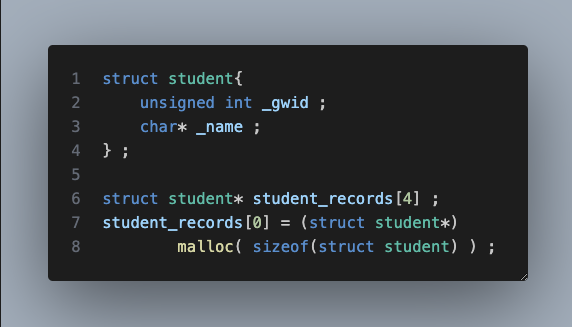 1 struct student{
2     unsigned int _gwid ;
3     char* _name ;
4 } ;
5
6 struct student* student_records[4] ;
7 student_records[0] = (struct student*)
8         malloc( sizeof(struct student) ) ;